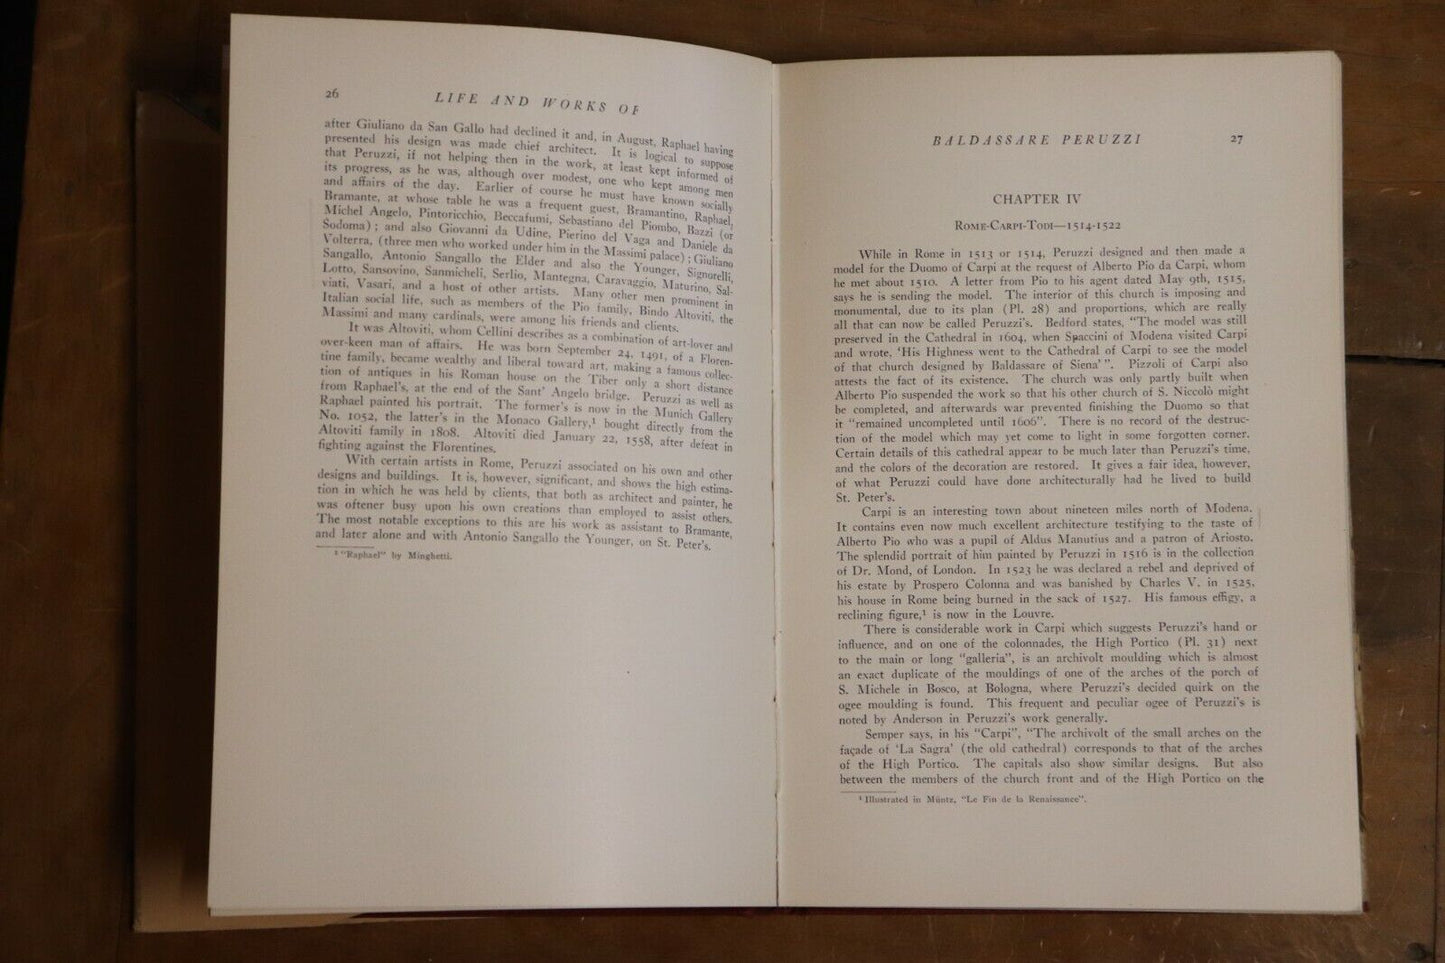 26
LIFE AND WORKS OF
after Giuliano da San Gallo had declined it and, in August, Raphael having
presented his design was made chief architect. It is logical to suppose
that Peruzzi, if not helping then in the work, at least kept informed of
its progress, as he was, although over modest, one who kept among men
and affairs of the day. Earlier of course he must have known socially
Bramante, at whose table he was a frequent guest, Bramantino, Raphael,
Michel Angelo, Pintoricchio, Beccafumi, Sebastiano del Piombo, Bazzi (or
Sodoma) ; and also Giovanni da Udine, Pierino del Vaga and Daniele da
Volterra, (three men who worked under him in the Massimi palace) ; Giuliano
Sangallo, Antonio Sangallo the Elder and also the Younger, Signorelli,
Lotto, Sansovino, Sanmicheli, Serlio, Mantegna, Caravaggio, Maturino, Sal-
viati, Vasari, and a host of other artists. Many other men prominent in
Italian social life, such as members of the Pio family, Bindo Altoviti, the
Massimi and many cardinals, were among his friends and clients.
It was Altoviti, whom Cellini describes as a combination of art-lover and
over-keen man of affairs. He was born September 24, 1491, of a Floren-
tine family, became wealthy and liberal toward art, making a famous collec-
tion of antiques in his Roman house on the Tiber only a short distance
from Raphael's, at the end of the Sant' Angelo bridge. Peruzzi as well as
Raphael painted his portrait. The former's is now in the Munich Gallery
No. 1052, the latter's in the Monaco Gallery,¹ bought directly from the
Altoviti family in 1808. Altoviti died January 22, 1558, after defeat in
fighting against the Florentines.
With certain artists in Rome, Peruzzi associated on his own and other
designs and buildings. It is, however, significant, and shows the high estima-
tion in which he was held by clients, that both as architect and painter, he
was oftener busy upon his own creations than employed to assist others.
The most notable exceptions to this are his work as assistant to Bramante,
and later alone and with Antonio Sangallo the Younger, on St. Peter's.
¹ "Raphael" by Minghetti.
BALDASSARE PERUZZI
27
CHAPTER IV
Rome-Carpi-Todi—1514-1522
While in Rome in 1513 or 1514, Peruzzi designed and then made a
model for the Duomo of Carpi at the request of Alberto Pio da Carpi, whom
he met about 1510. A letter from Pio to his agent dated May 9th, 1515,
says he is sending the model. The interior of this church is imposing and
monumental, due to its plan (Pl. 28) and proportions, which are really
all that can now be called Peruzzi's. Bedford states, "The model was still
preserved in the Cathedral in 1604, when Spaccini of Modena visited Carpi
and wrote, 'His Highness went to the Cathedral of Carpi to see the model
of that church designed by Baldassare of Siena' ". Pizzoli of Carpi also
attests the fact of its existence. The church was only partly built when
Alberto Pio suspended the work so that his other church of S. Niccolò might
be completed, and afterwards war prevented finishing the Duomo so that
it "remained uncompleted until 1606". There is no record of the destruc-
tion of the model which may yet come to light in some forgotten corner.
Certain details of this cathedral appear to be much later than Peruzzi's time,
and the colors of the decoration are restored. It gives a fair idea, however,
of what Peruzzi could have done architecturally had he lived to build
St. Peter's.
Carpi is an interesting town about nineteen miles north of Modena.
It contains even now much excellent architecture testifying to the taste of
Alberto Pio who was a pupil of Aldus Manutius and a patron of Ariosto.
The splendid portrait of him painted by Peruzzi in 1516 is in the collection
of Dr. Mond, of London. In 1523 he was declared a rebel and deprived of
his estate by Prospero Colonna and was banished by Charles V. in 1525,
his house in Rome being burned in the sack of 1527. His famous effigy, a
reclining figure,¹ is now in the Louvre.
There is considerable work in Carpi which suggests Peruzzi's hand or
influence, and on one of the colonnades, the High Portico (Pl. 31) next
to the main or long "galleria", is an archivolt moulding which is almost
an exact duplicate of the mouldings of one of the arches of the porch of
S. Michele in Bosco, at Bologna, where Peruzzi's decided quirk on the
ogee moulding is found. This frequent and peculiar ogee of Peruzzi's is
noted by Anderson in Peruzzi's work generally.
Semper says, in his "Carpi", "The archivolt of the small arches on the
façade of 'La Sagra' (the old cathedral) corresponds to that of the arches
of the High Portico. The capitals also show similar designs. But also
between the members of the church front and of the High Portico on the
¹ Illustrated in Müntz, "Le Fin de la Renaissance".